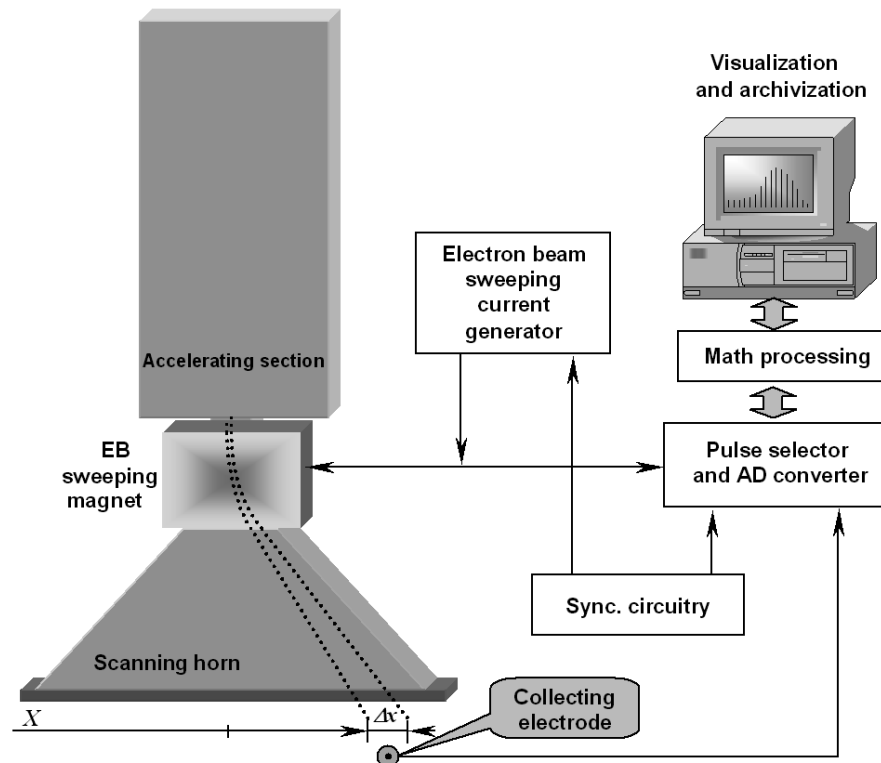 Visualization
and archivization
Electron beam
sweeping
current
generator
Accelerating section
Math processing
EB
sweeping
magnet
Pulse selector
and AD converter
Sync. circuitry
Scanning horn
Collecting
electrode
X
Δx